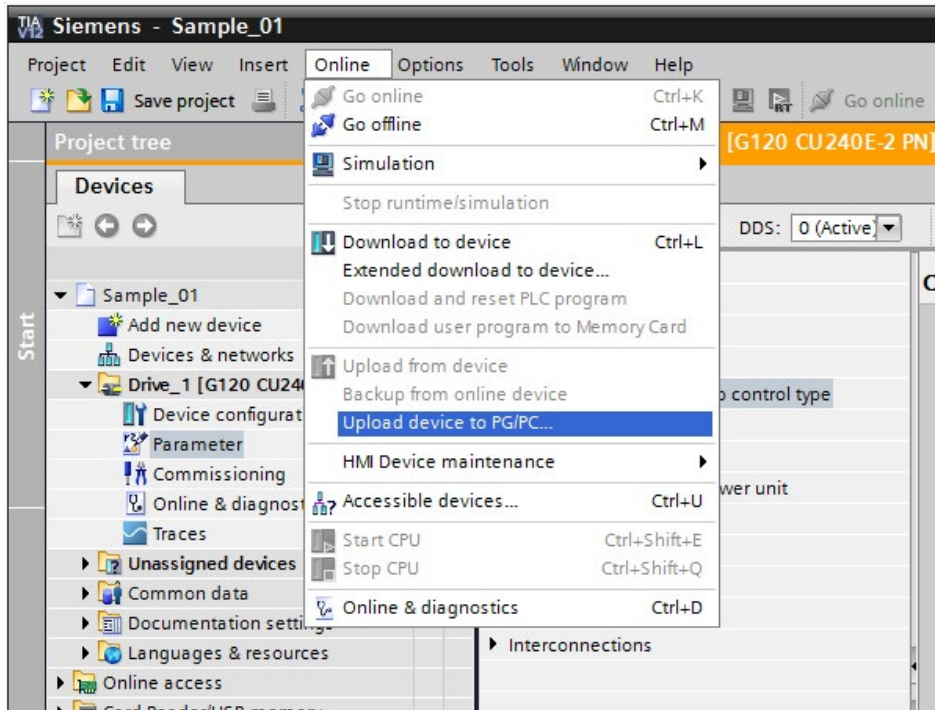 TIA V12 Siemens - Sample_01
Project Edit View Insert Online Options Tools Window Help
Save project
Go online
Project tree
[G120 CU240E-2 PN]
Devices
DDS: 0 (Active)
Start
Sample_01
Add new device
Devices & networks
Drive_1 [G120 CU24
Device configurat
Parameter
Commissioning
Online & diagnost
Traces
Unassigned devices
Common data
Documentation settings
Languages & resources
Online access
Card Reader/USB memory
Go online Ctrl+K
Go offline Ctrl+M
Simulation
Stop runtime/simulation
Download to device Ctrl+L
Extended download to device...
Download and reset PLC program
Download user program to Memory Card
Upload from device
Backup from online device
Upload device to PG/PC...
HMI Device maintenance
Accessible devices... Ctrl+U
Start CPU Ctrl+Shift+E
Stop CPU Ctrl+Shift+Q
Online & diagnostics Ctrl+D
control type
wer unit
Interconnections